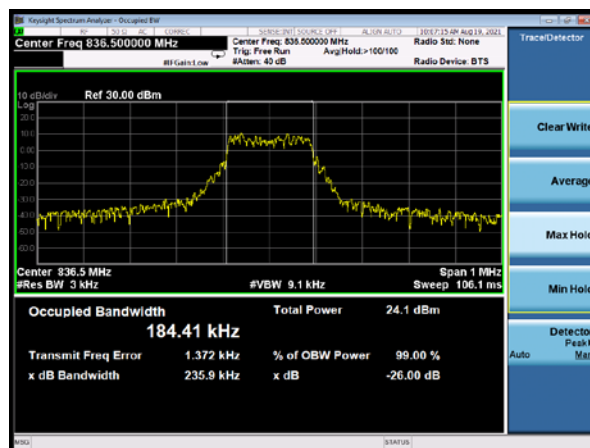 Keysight Spectrum Analyzer - Occupied BW
RF 50 Ω AC CORREC SENSE:INT SOURCE OFF ALIGN AUTO 10:07:15 AM Aug 19, 2021
Center Freq 836.500000 MHz Center Freq: 836.500000 MHz Radio Std: None Trace/Detector
Trig: Free Run Avg|Hold:>100/100
#IFGain:Low #Atten: 40 dB Radio Device: BTS
10 dB/div Ref 30.00 dBm
Log
20.0
10.0
0.00
-10.0
-20.0
-30.0
-40.0
-50.0
-60.0
Clear Write
Average
Max Hold
Center 836.5 MHz Span 1 MHz
#Res BW 3 kHz #VBW 9.1 kHz Sweep 106.1 ms
Min Hold
Occupied Bandwidth Total Power 24.1 dBm
184.41 kHz
Transmit Freq Error 1.372 kHz % of OBW Power 99.00 %
x dB Bandwidth 235.9 kHz x dB -26.00 dB
Detector
Peak
Auto Man
MSG STATUS